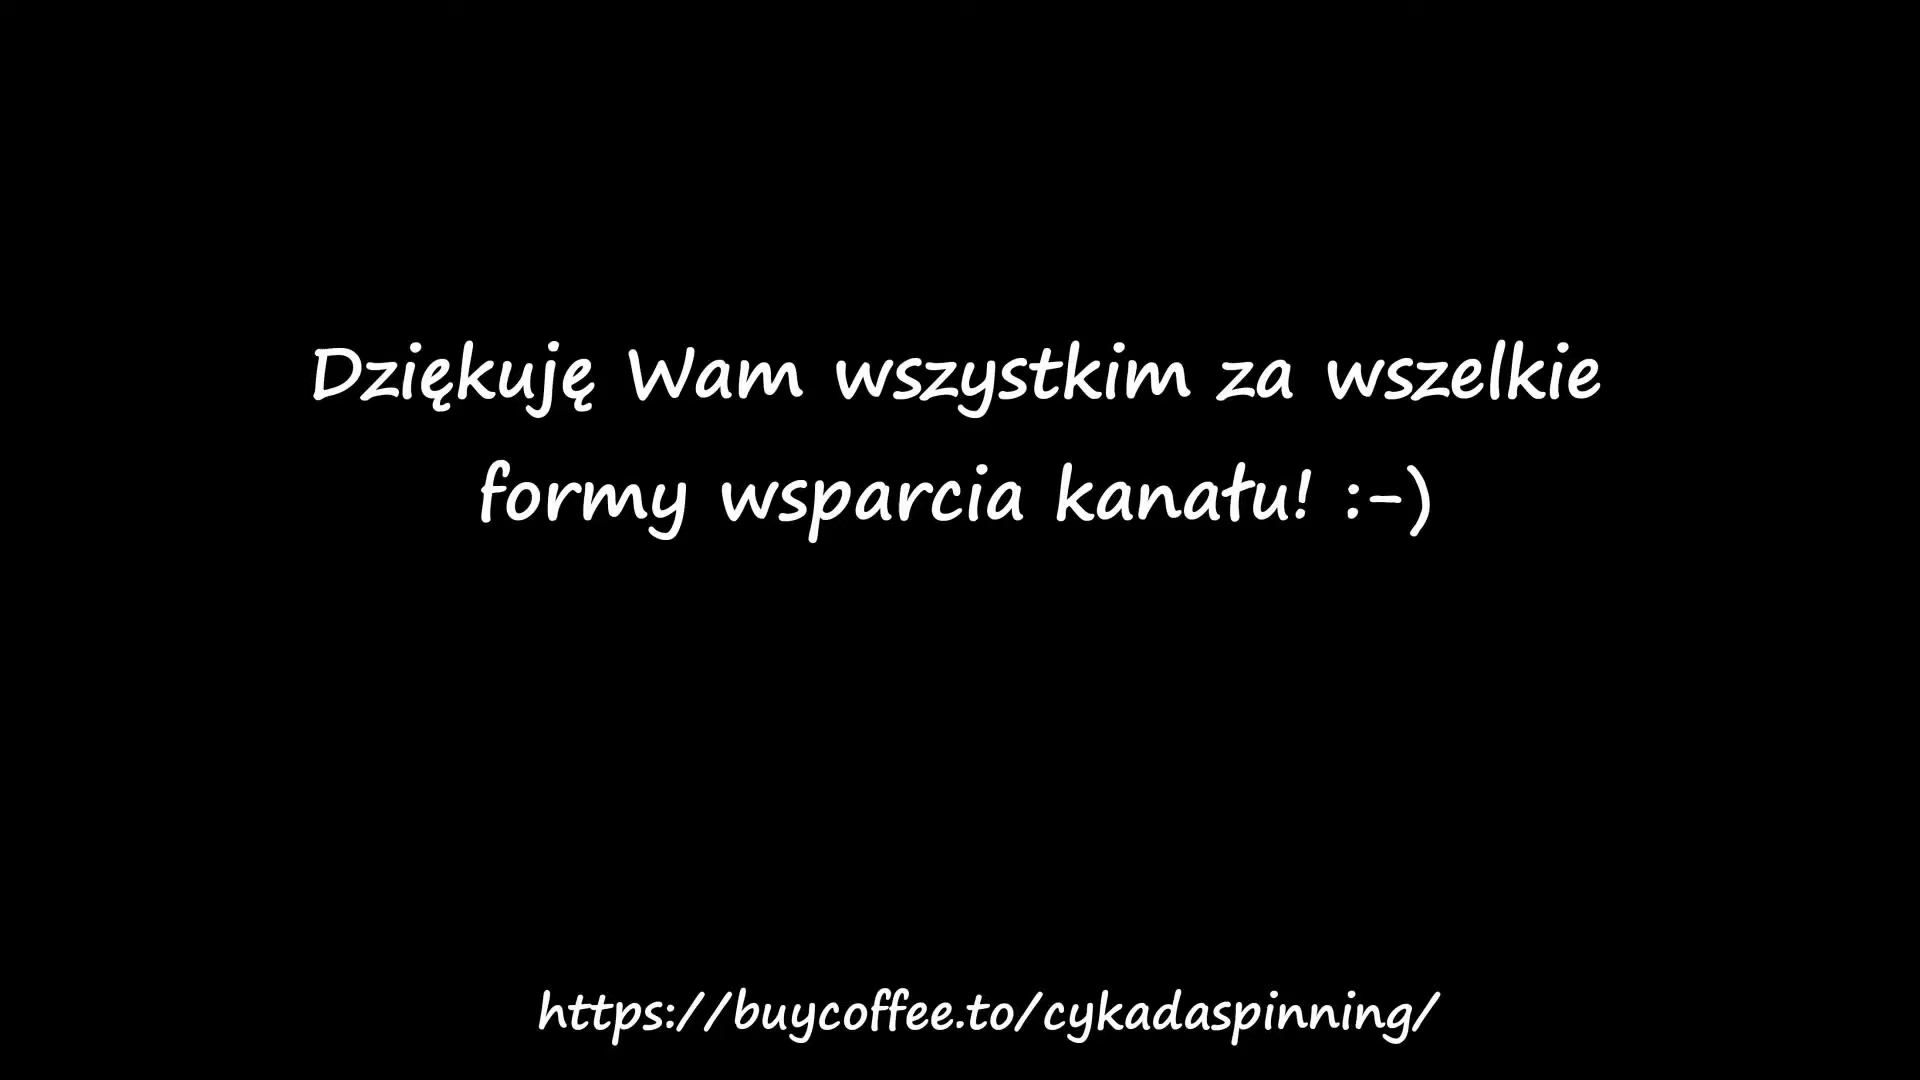 Dziękuję Wam wszystkim za wszelkie
formy wsparcia kanału! :-)
https://buycoffee.to/cykadaspinning/